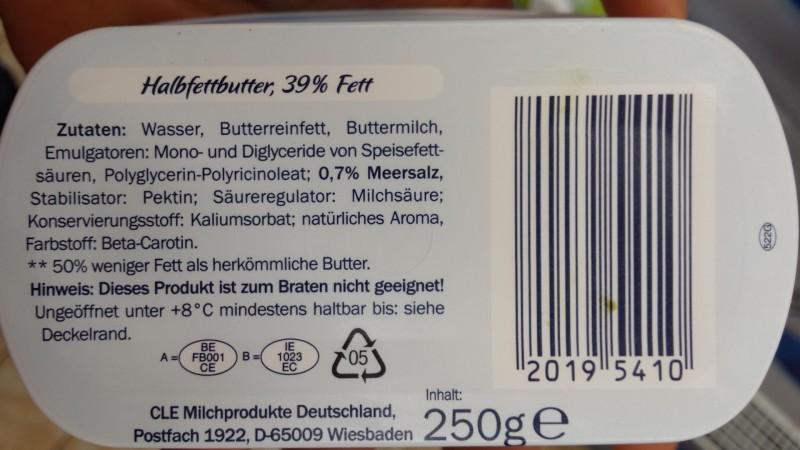 Halbfettbutter, 39% Fett
Zutaten: Wasser, Butterreinfett, Buttermilch,
Emulgatoren: Mono- und Diglyceride von Speisefett-
säuren, Polyglycerin-Polyricinoleat; 0,7% Meersalz,
Stabilisator: Pektin; Säureregulator: Milchsäure;
Konservierungsstoff: Kaliumsorbat; natürliches Aroma,
Farbstoff: Beta-Carotin.
** 50% weniger Fett als herkömmliche Butter.
Hinweis: Dieses Produkt ist zum Braten nicht geeignet!
Ungeöffnet unter +8°C mindestens haltbar bis: siehe
Deckelrand.
A = BE FB001 CE B = IE 1023 EC 05
CLE Milchprodukte Deutschland,
Postfach 1922, D-65009 Wiesbaden
Inhalt:
250g e
2019 5410
522G